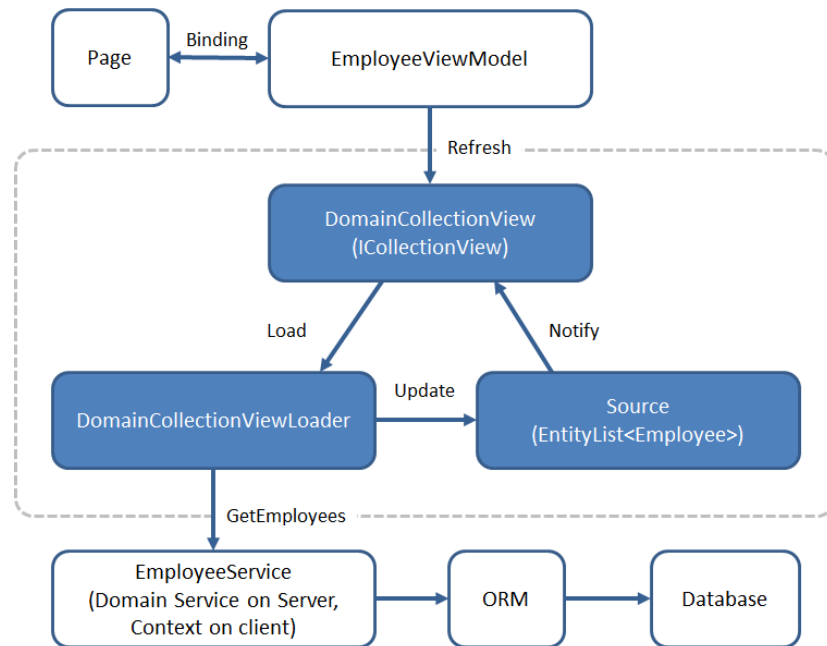 Page
Binding
EmployeeViewModel
Refresh
DomainCollectionView
(ICollectionView)
Load
Notify
DomainCollectionViewLoader
Update
Source
(EntityList<Employee>)
GetEmployees
EmployeeService
(Domain Service on Server,
Context on client)
ORM
Database